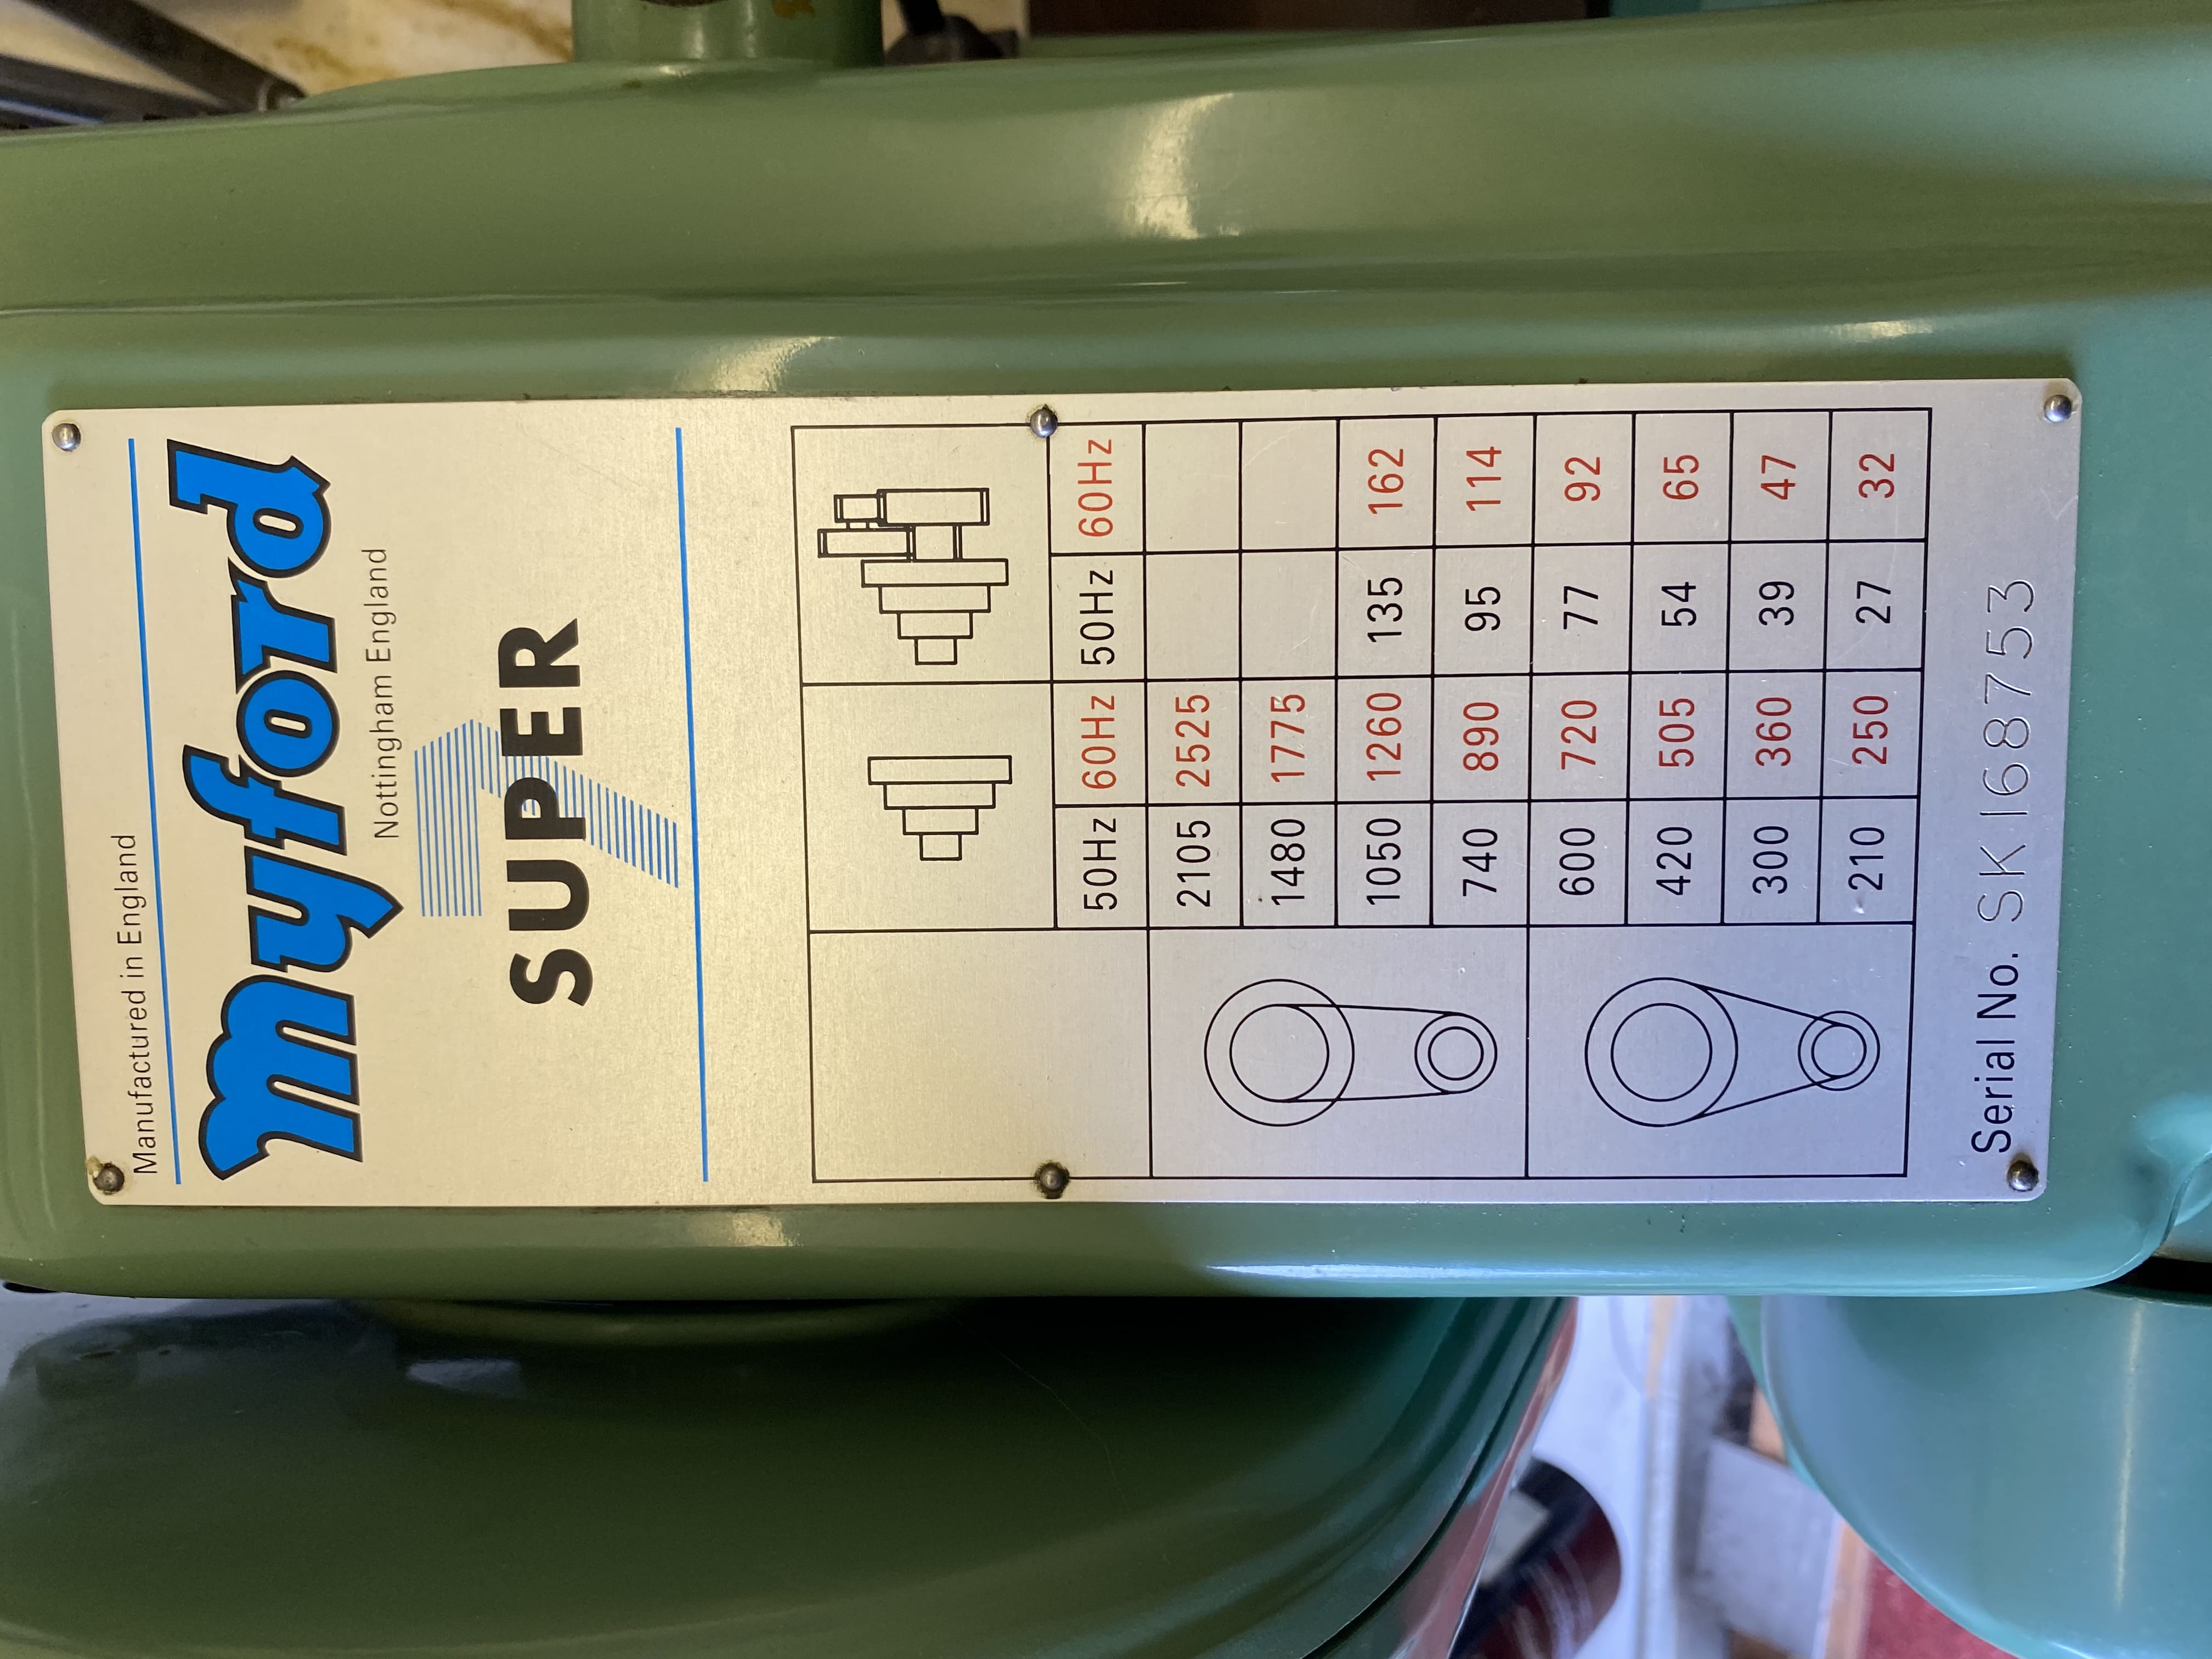 Manufactured in England
myford
Nottingham England
SUPER 7
50Hz 60Hz 50Hz 60Hz
2105 2525
1480 1775
1050 1260 135 162
740 890 95 114
600 720 77 92
420 505 54 65
300 360 39 47
210 250 27 32
Serial No. SK168753